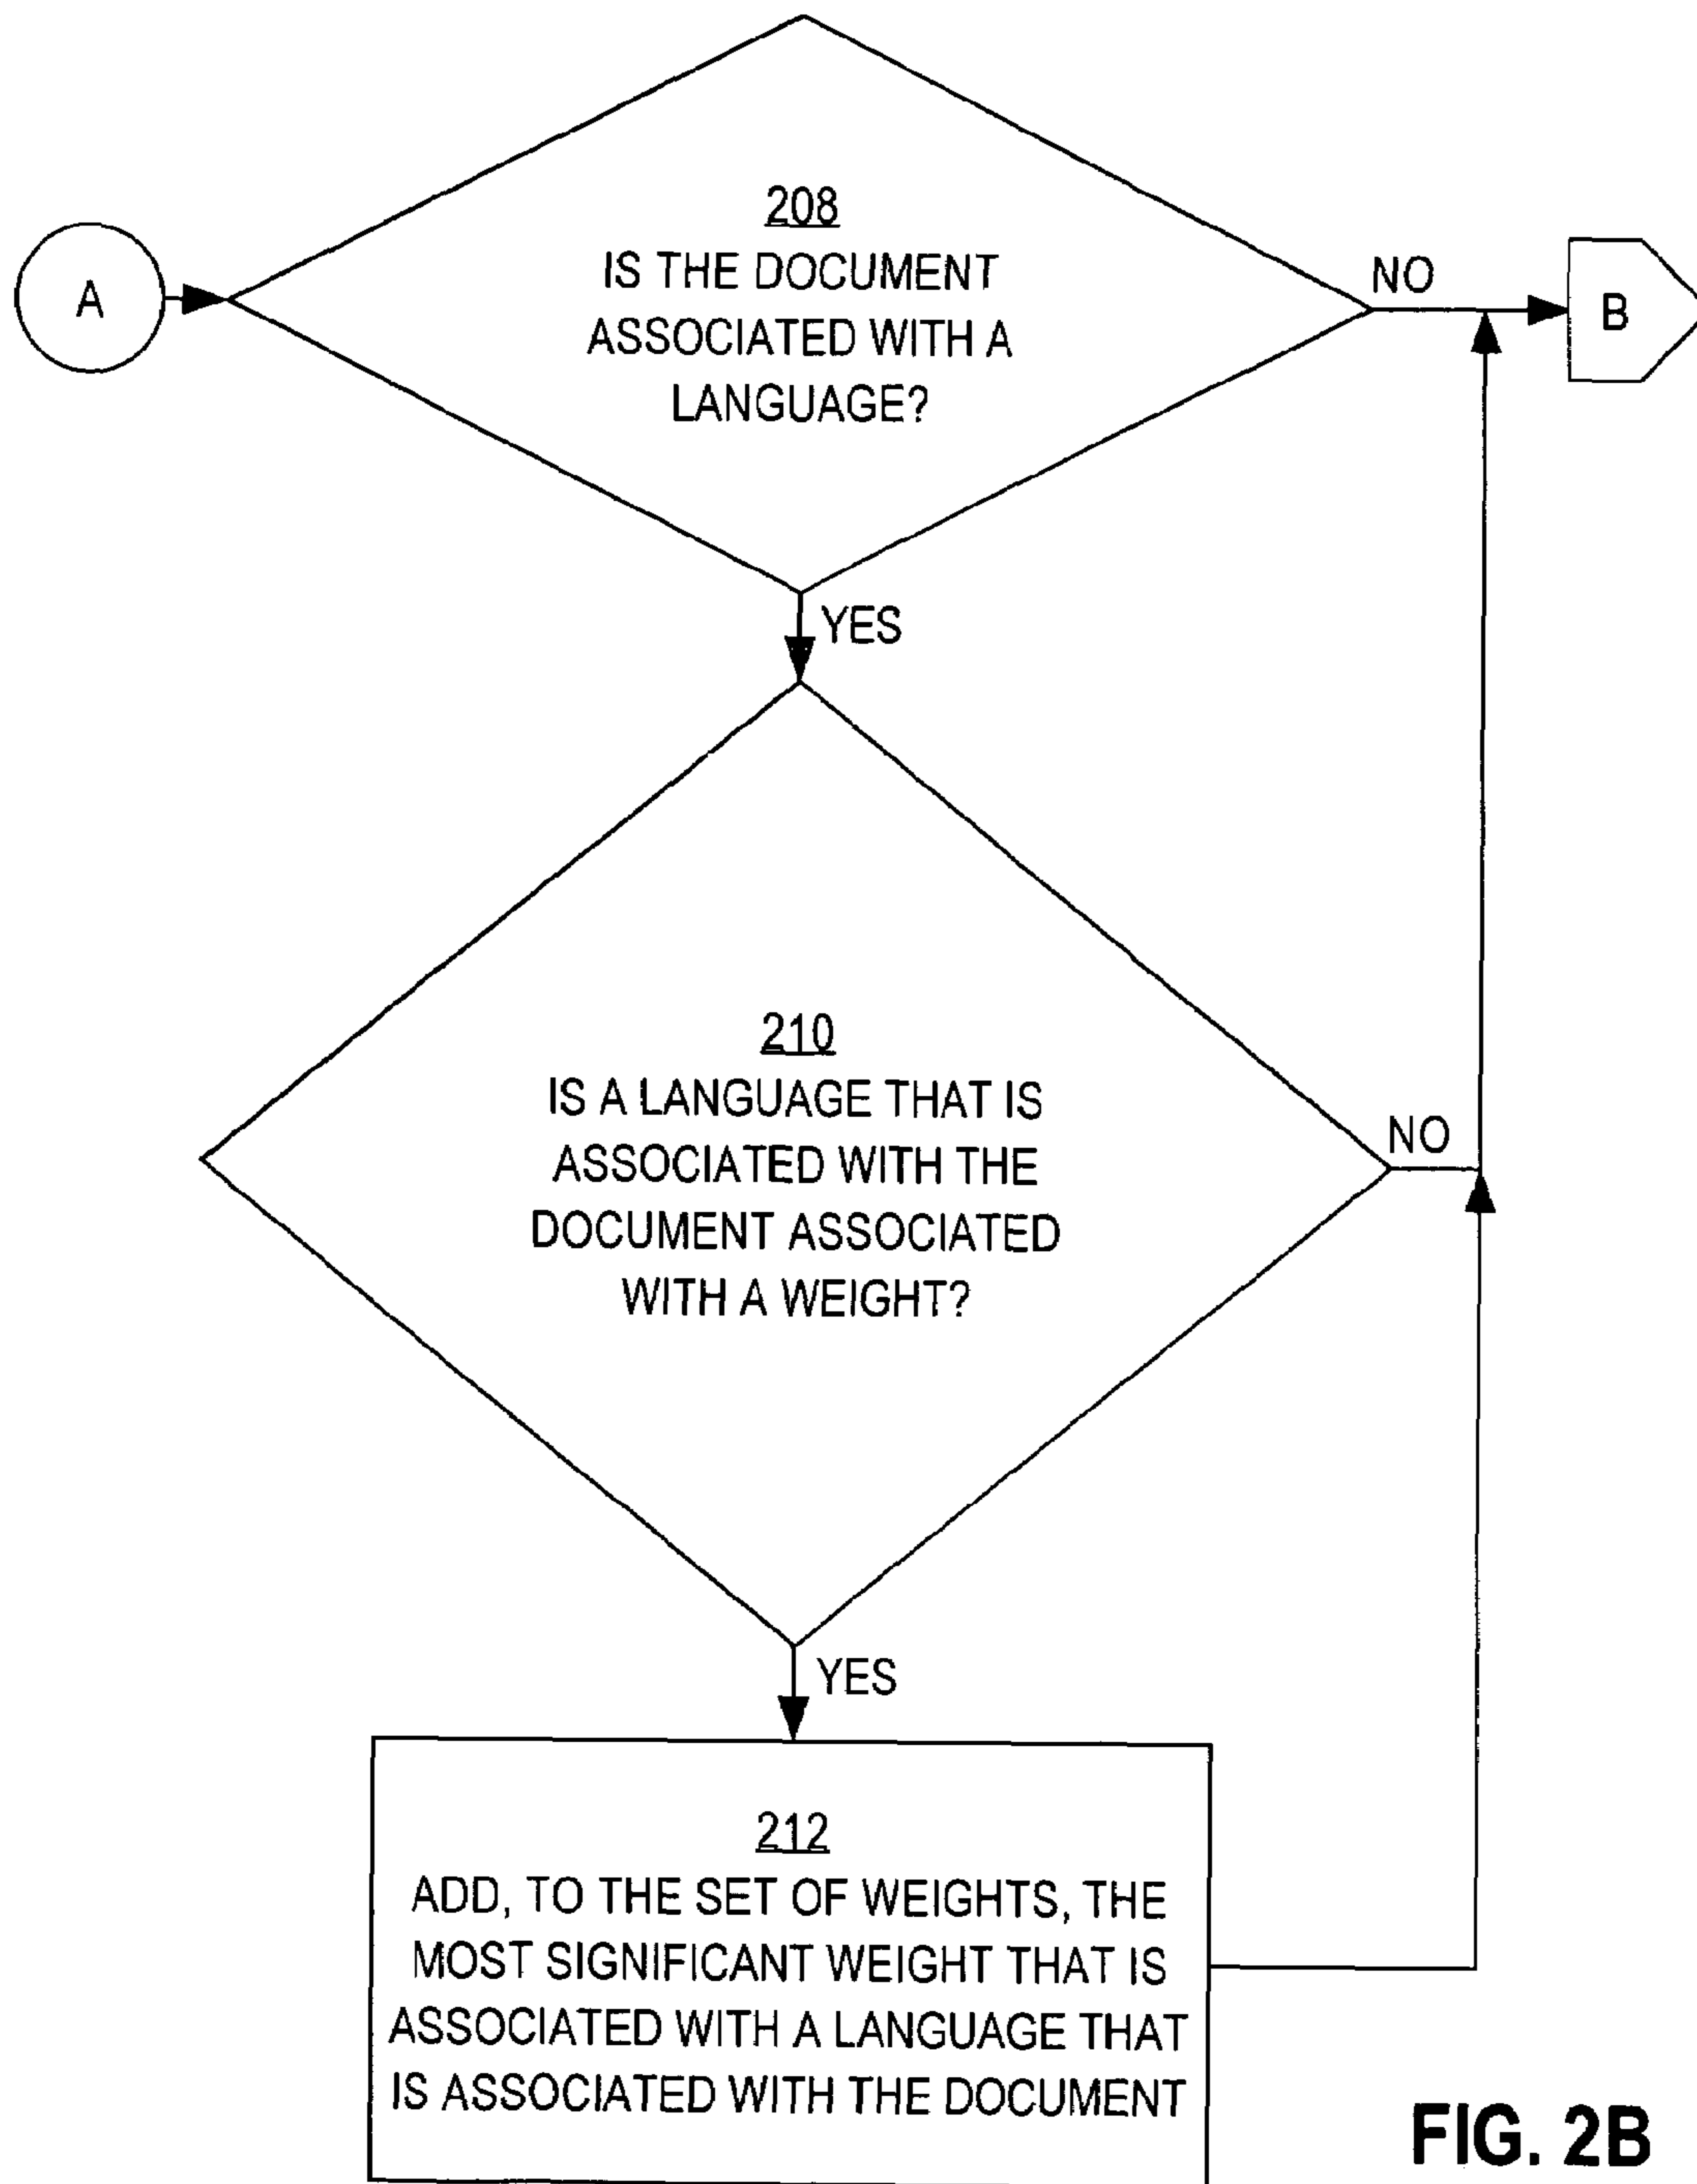 208
IS THE DOCUMENT
ASSOCIATED WITH A
LANGUAGE?
A
NO
B
YES
210
IS A LANGUAGE THAT IS
ASSOCIATED WITH THE
DOCUMENT ASSOCIATED
WITH A WEIGHT?
NO
YES
212
ADD, TO THE SET OF WEIGHTS, THE
MOST SIGNIFICANT WEIGHT THAT IS
ASSOCIATED WITH A LANGUAGE THAT
IS ASSOCIATED WITH THE DOCUMENT
FIG. 2B